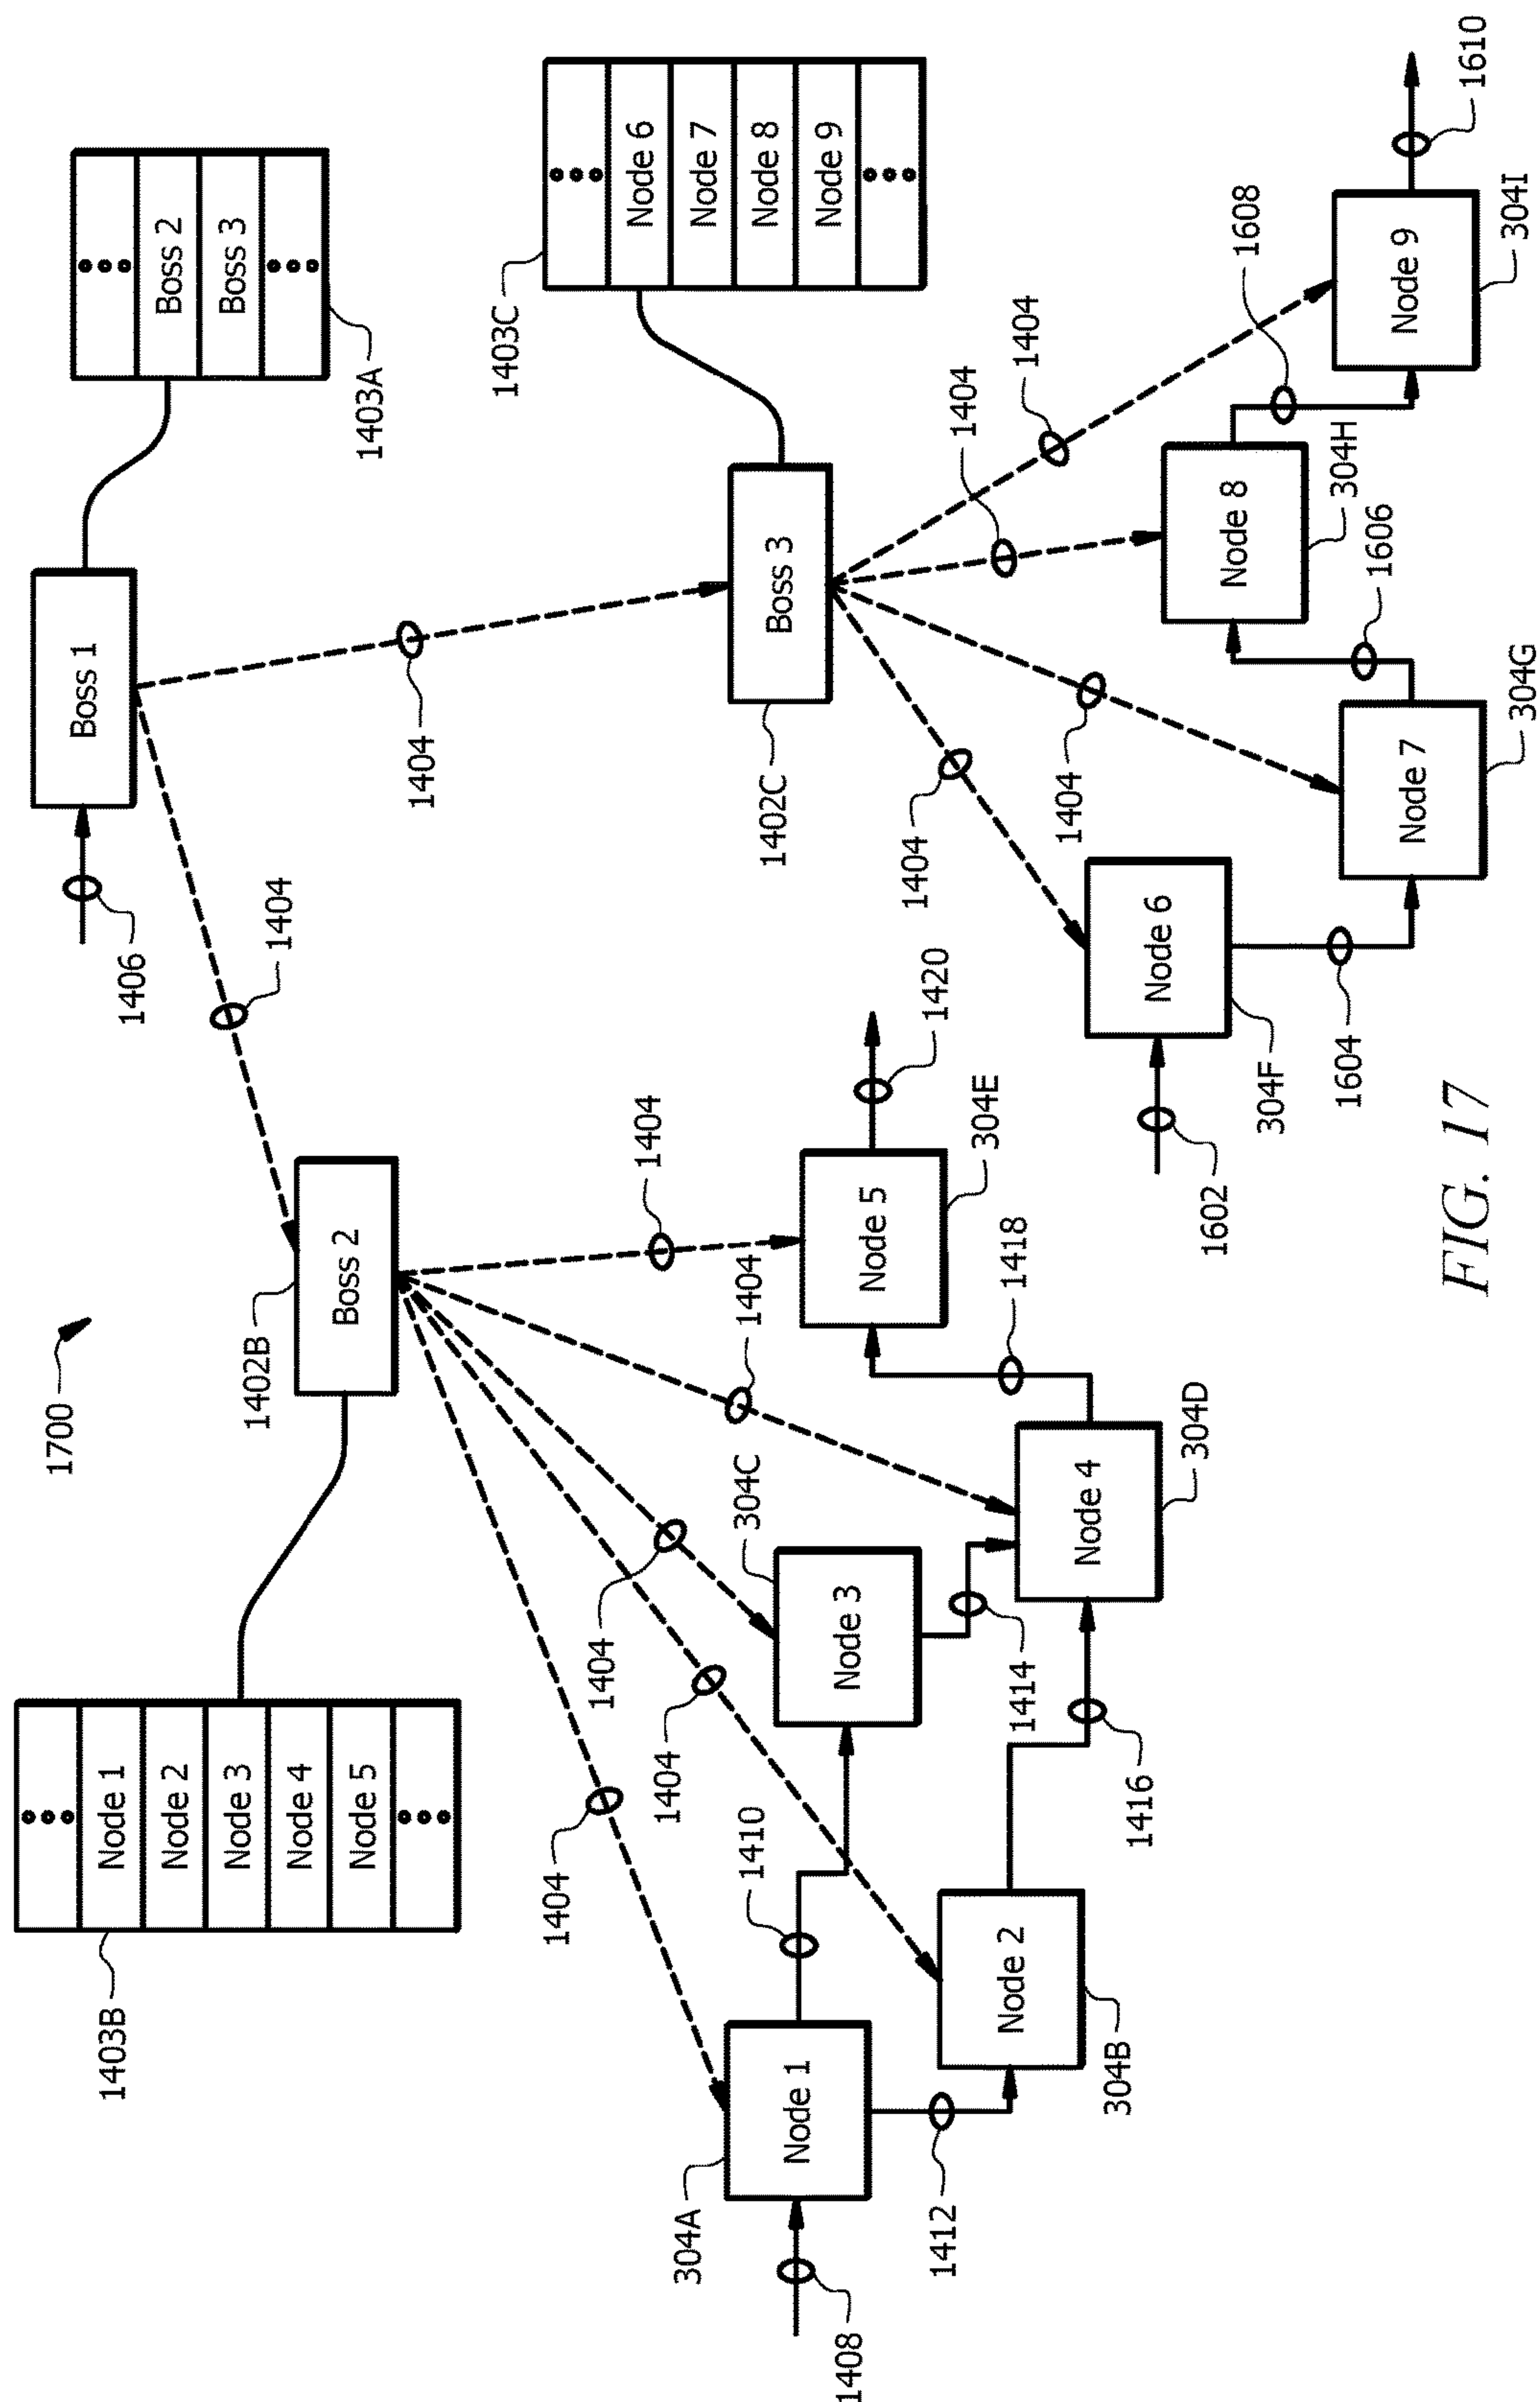 1700
1406
Boss 1
Boss 2
Boss 3
1403A
1404
1404
1403B
Node 1
Node 2
Node 3
Node 4
Node 5
1402B
Boss 2
1404
1404
1404
1404
1404
1408
304A
Node 1
1410
1412
Node 2
304B
304C
Node 3
1414
1416
Node 4
304D
1418
Node 5
304E
1420
1402C
Boss 3
1403C
Node 6
Node 7
Node 8
Node 9
1404
1404
1404
1404
1602
Node 6
304F
1604
Node 7
304G
1606
Node 8
304H
1608
Node 9
304I
1610
FIG. 17